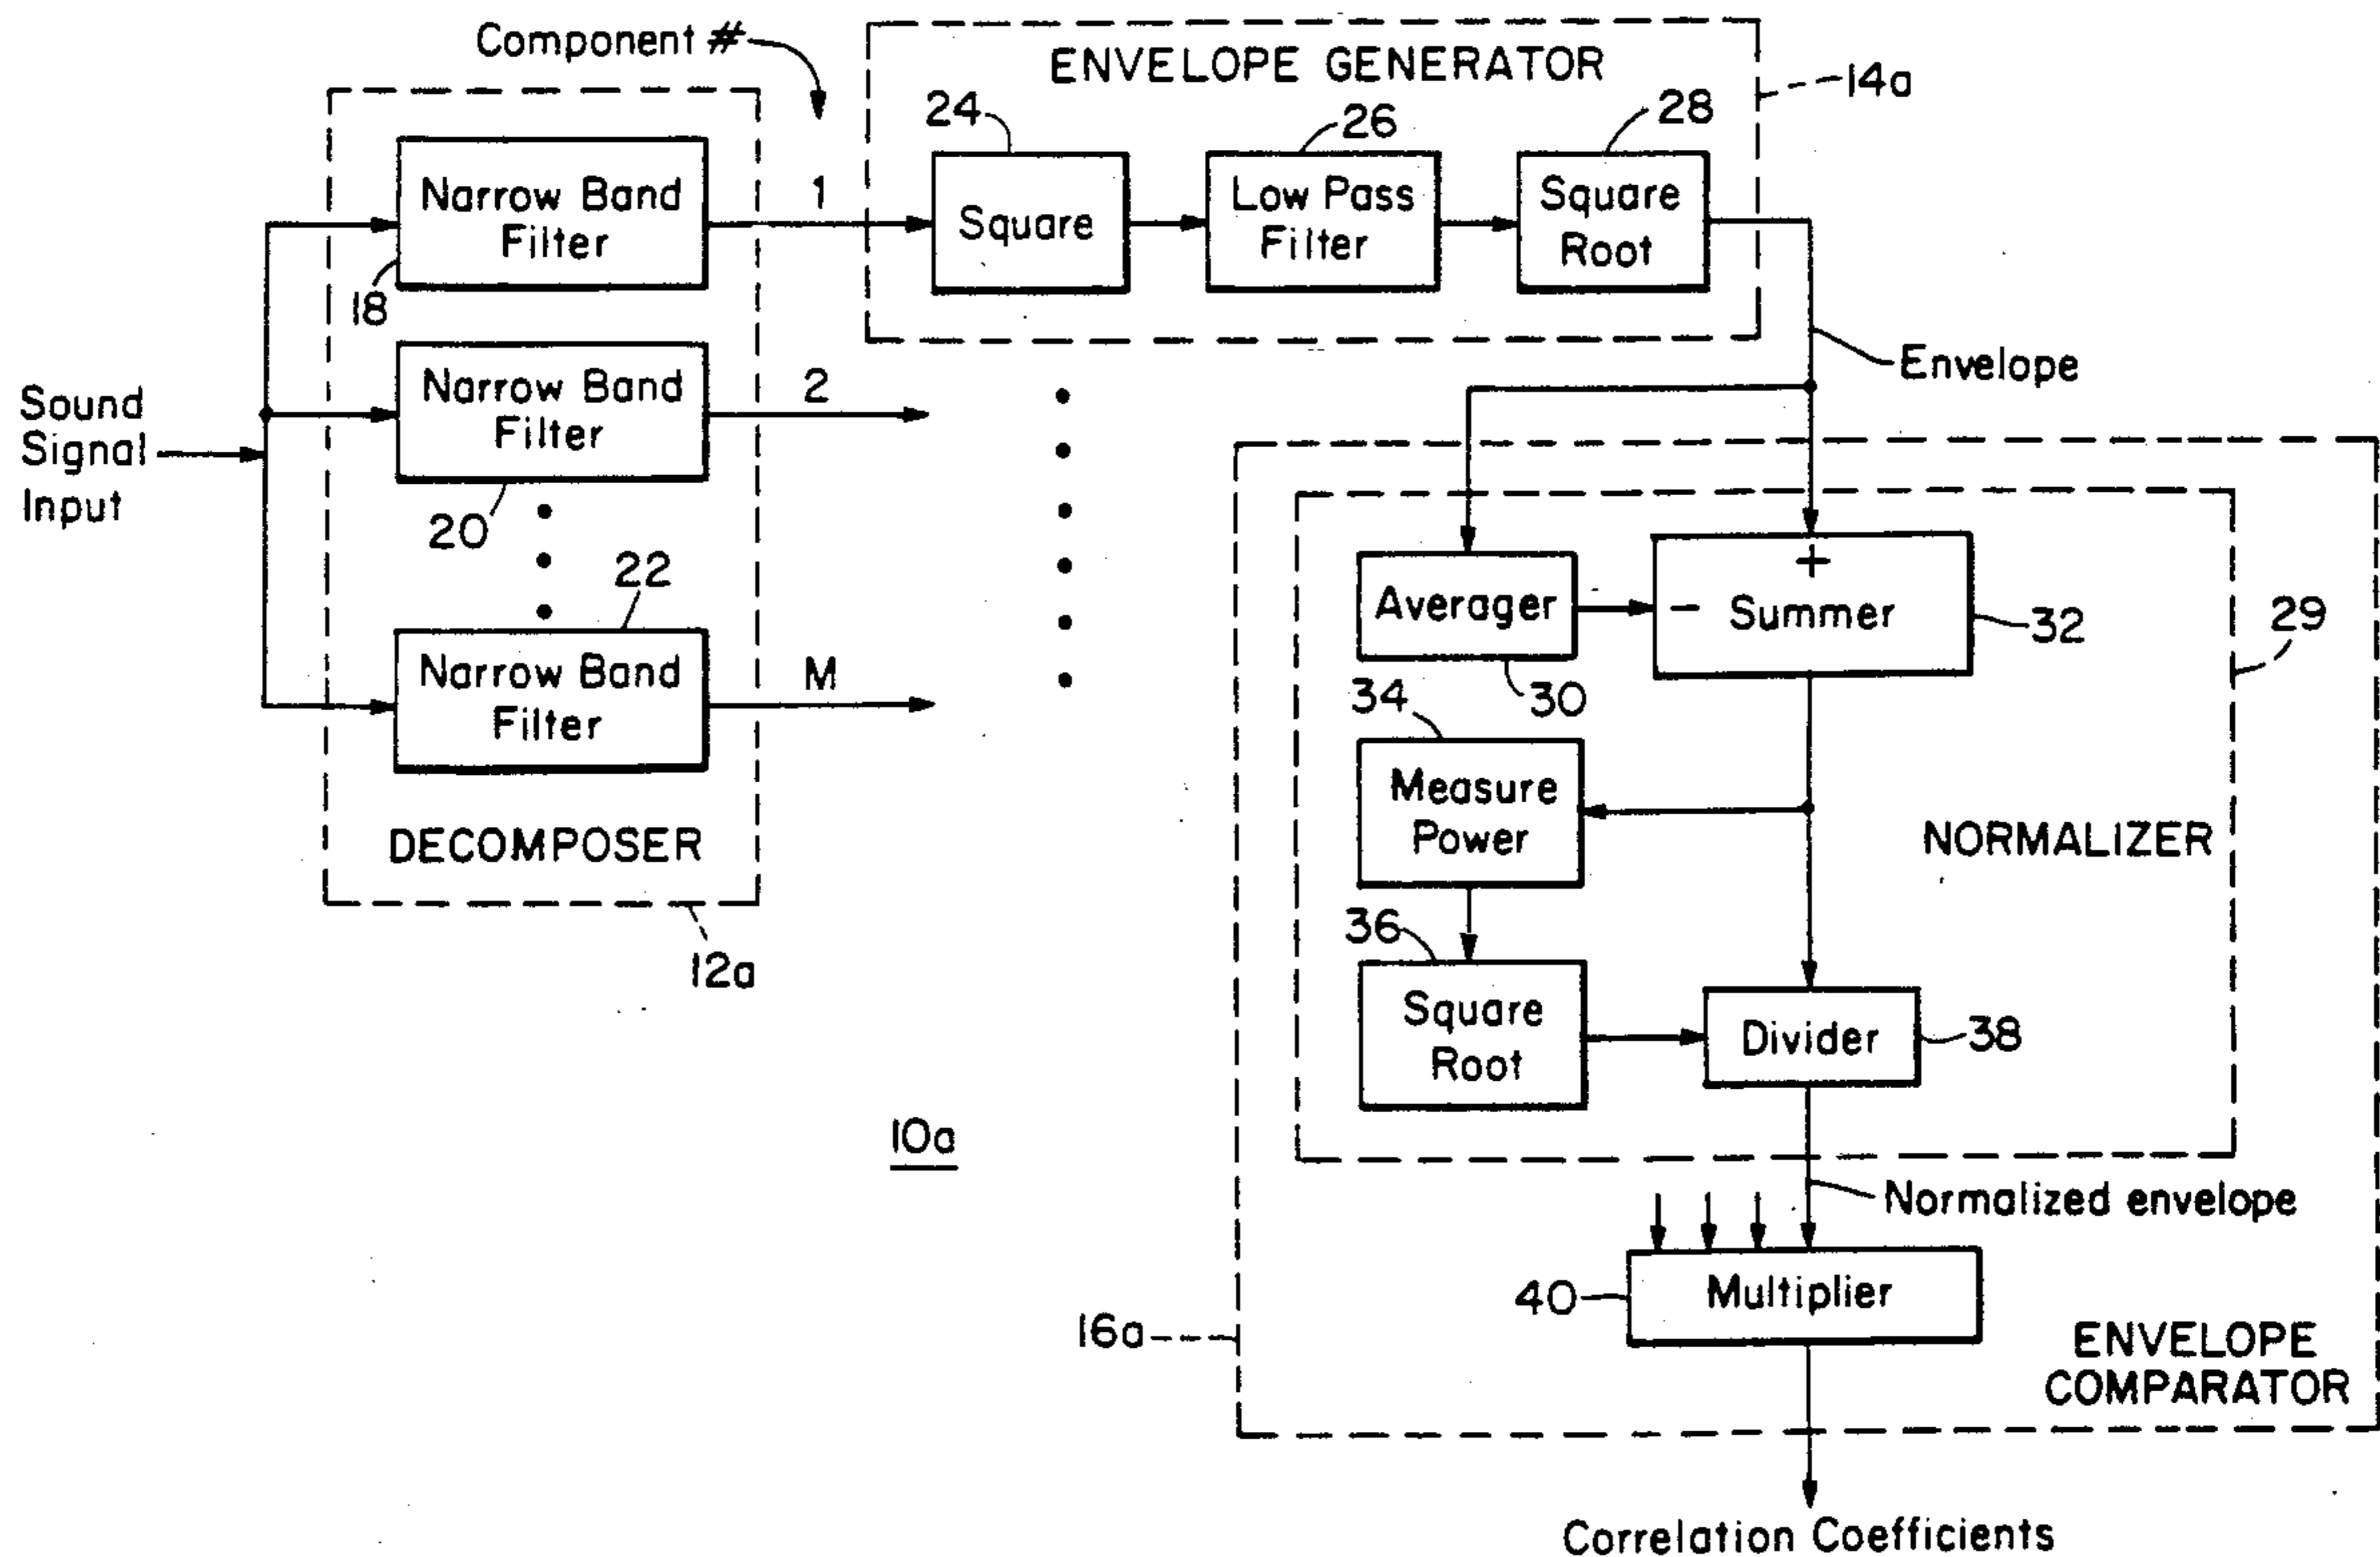 Component #
ENVELOPE GENERATOR
14a
24
26
28
Narrow Band
Filter
18
1
Square
Low Pass
Filter
Square
Root
Envelope
Sound
Signal
Input
Narrow Band
Filter
20
2
22
Narrow Band
Filter
M
DECOMPOSER
12a
Averager
30
+
− Summer
32
29
34
Measure
Power
NORMALIZER
36
Square
Root
Divider
38
10a
Normalized envelope
40
Multiplier
16a
ENVELOPE
COMPARATOR
Correlation Coefficients